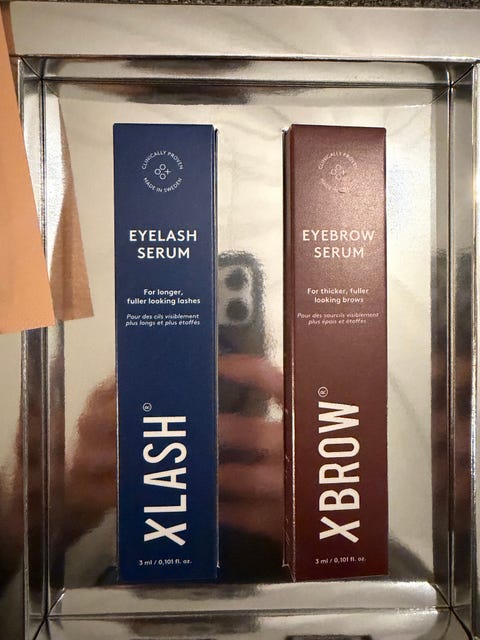 CLINICALLY PROVEN
MADE IN SWEDEN
EYELASH
SERUM
For longer,
fuller looking lashes
Pour des cils visiblement
plus longs et plus étoffés
XLASH®
3 ml / 0,101 fl. oz.
CLINICALLY PROVEN
EYEBROW
SERUM
For thicker, fuller
looking brows
Pour des sourcils visiblement
plus épais et étoffés
XBROW®
3 ml / 0,101 fl. oz.